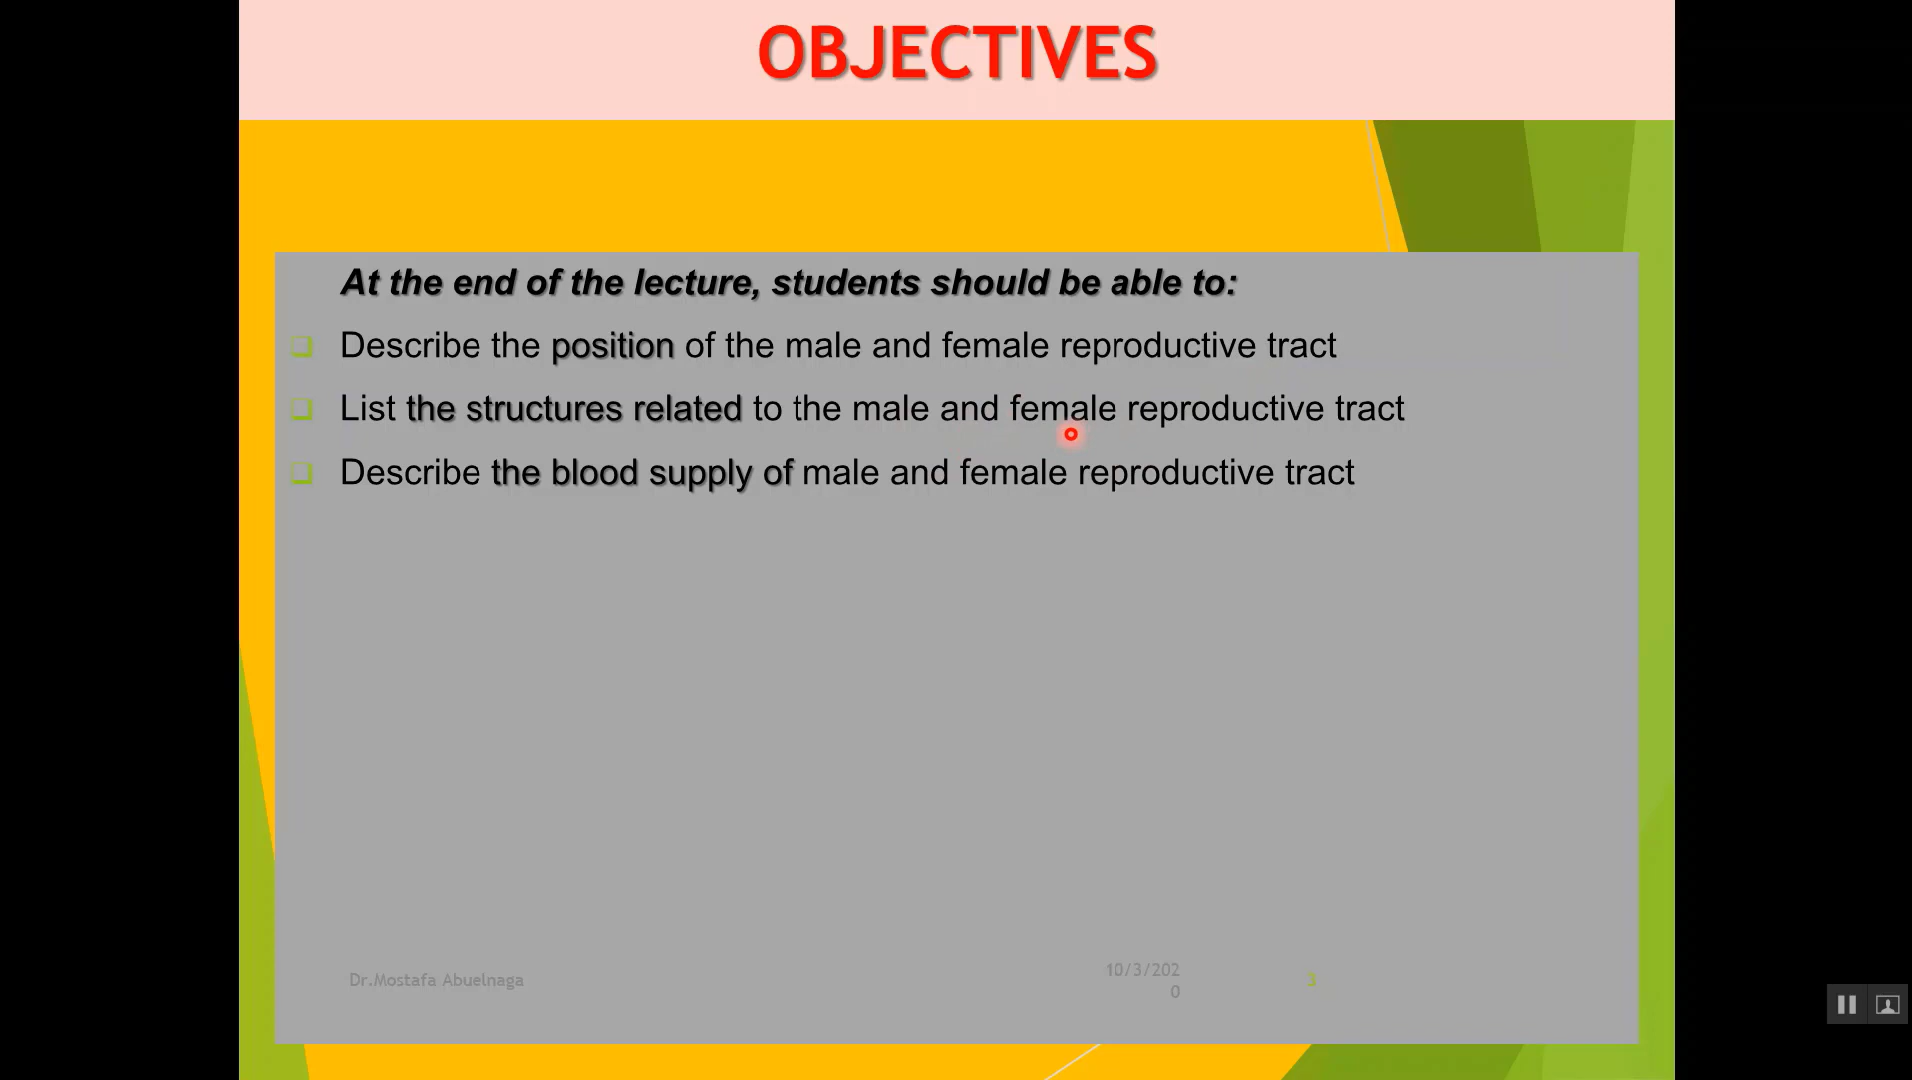 OBJECTIVES
At the end of the lecture, students should be able to:
Describe the position of the male and female reproductive tract
List the structures related to the male and female reproductive tract
Describe the blood supply of male and female reproductive tract
Dr.Mostafa Abuelnaga
10/3/202
0